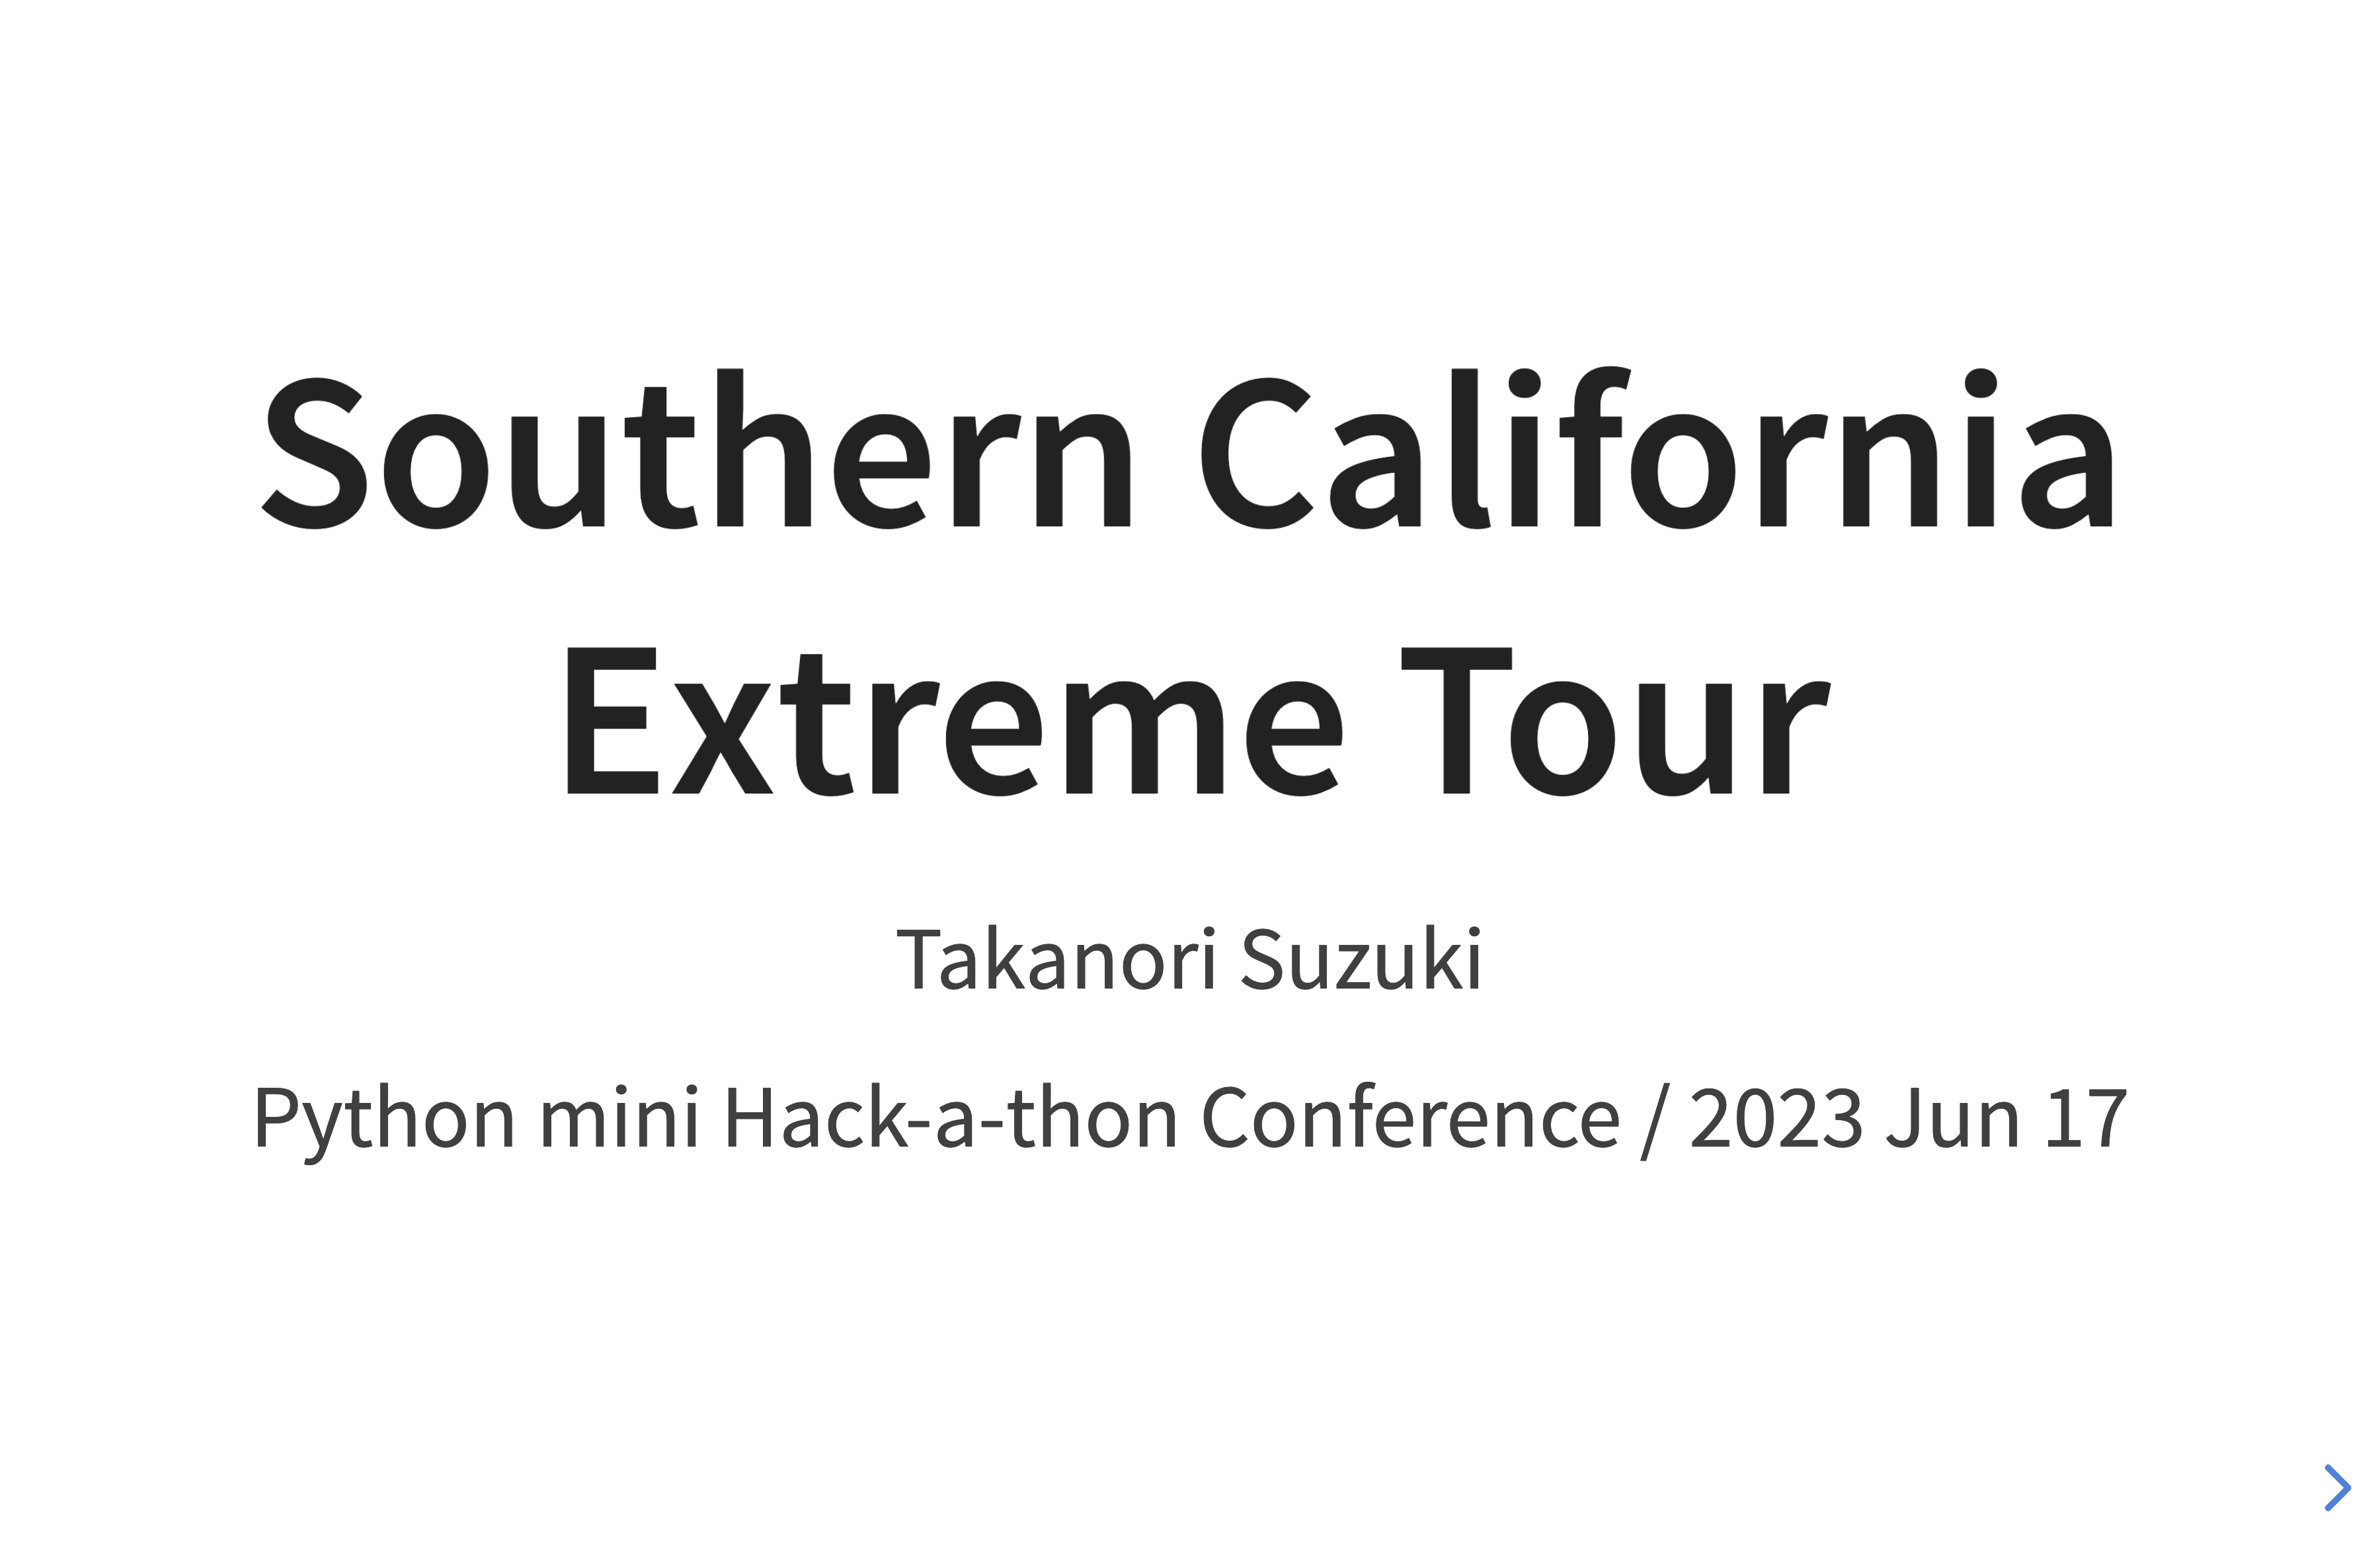 Southern California
Extreme Tour
Takanori Suzuki
Python mini Hack-a-thon Conference / 2023 Jun 17